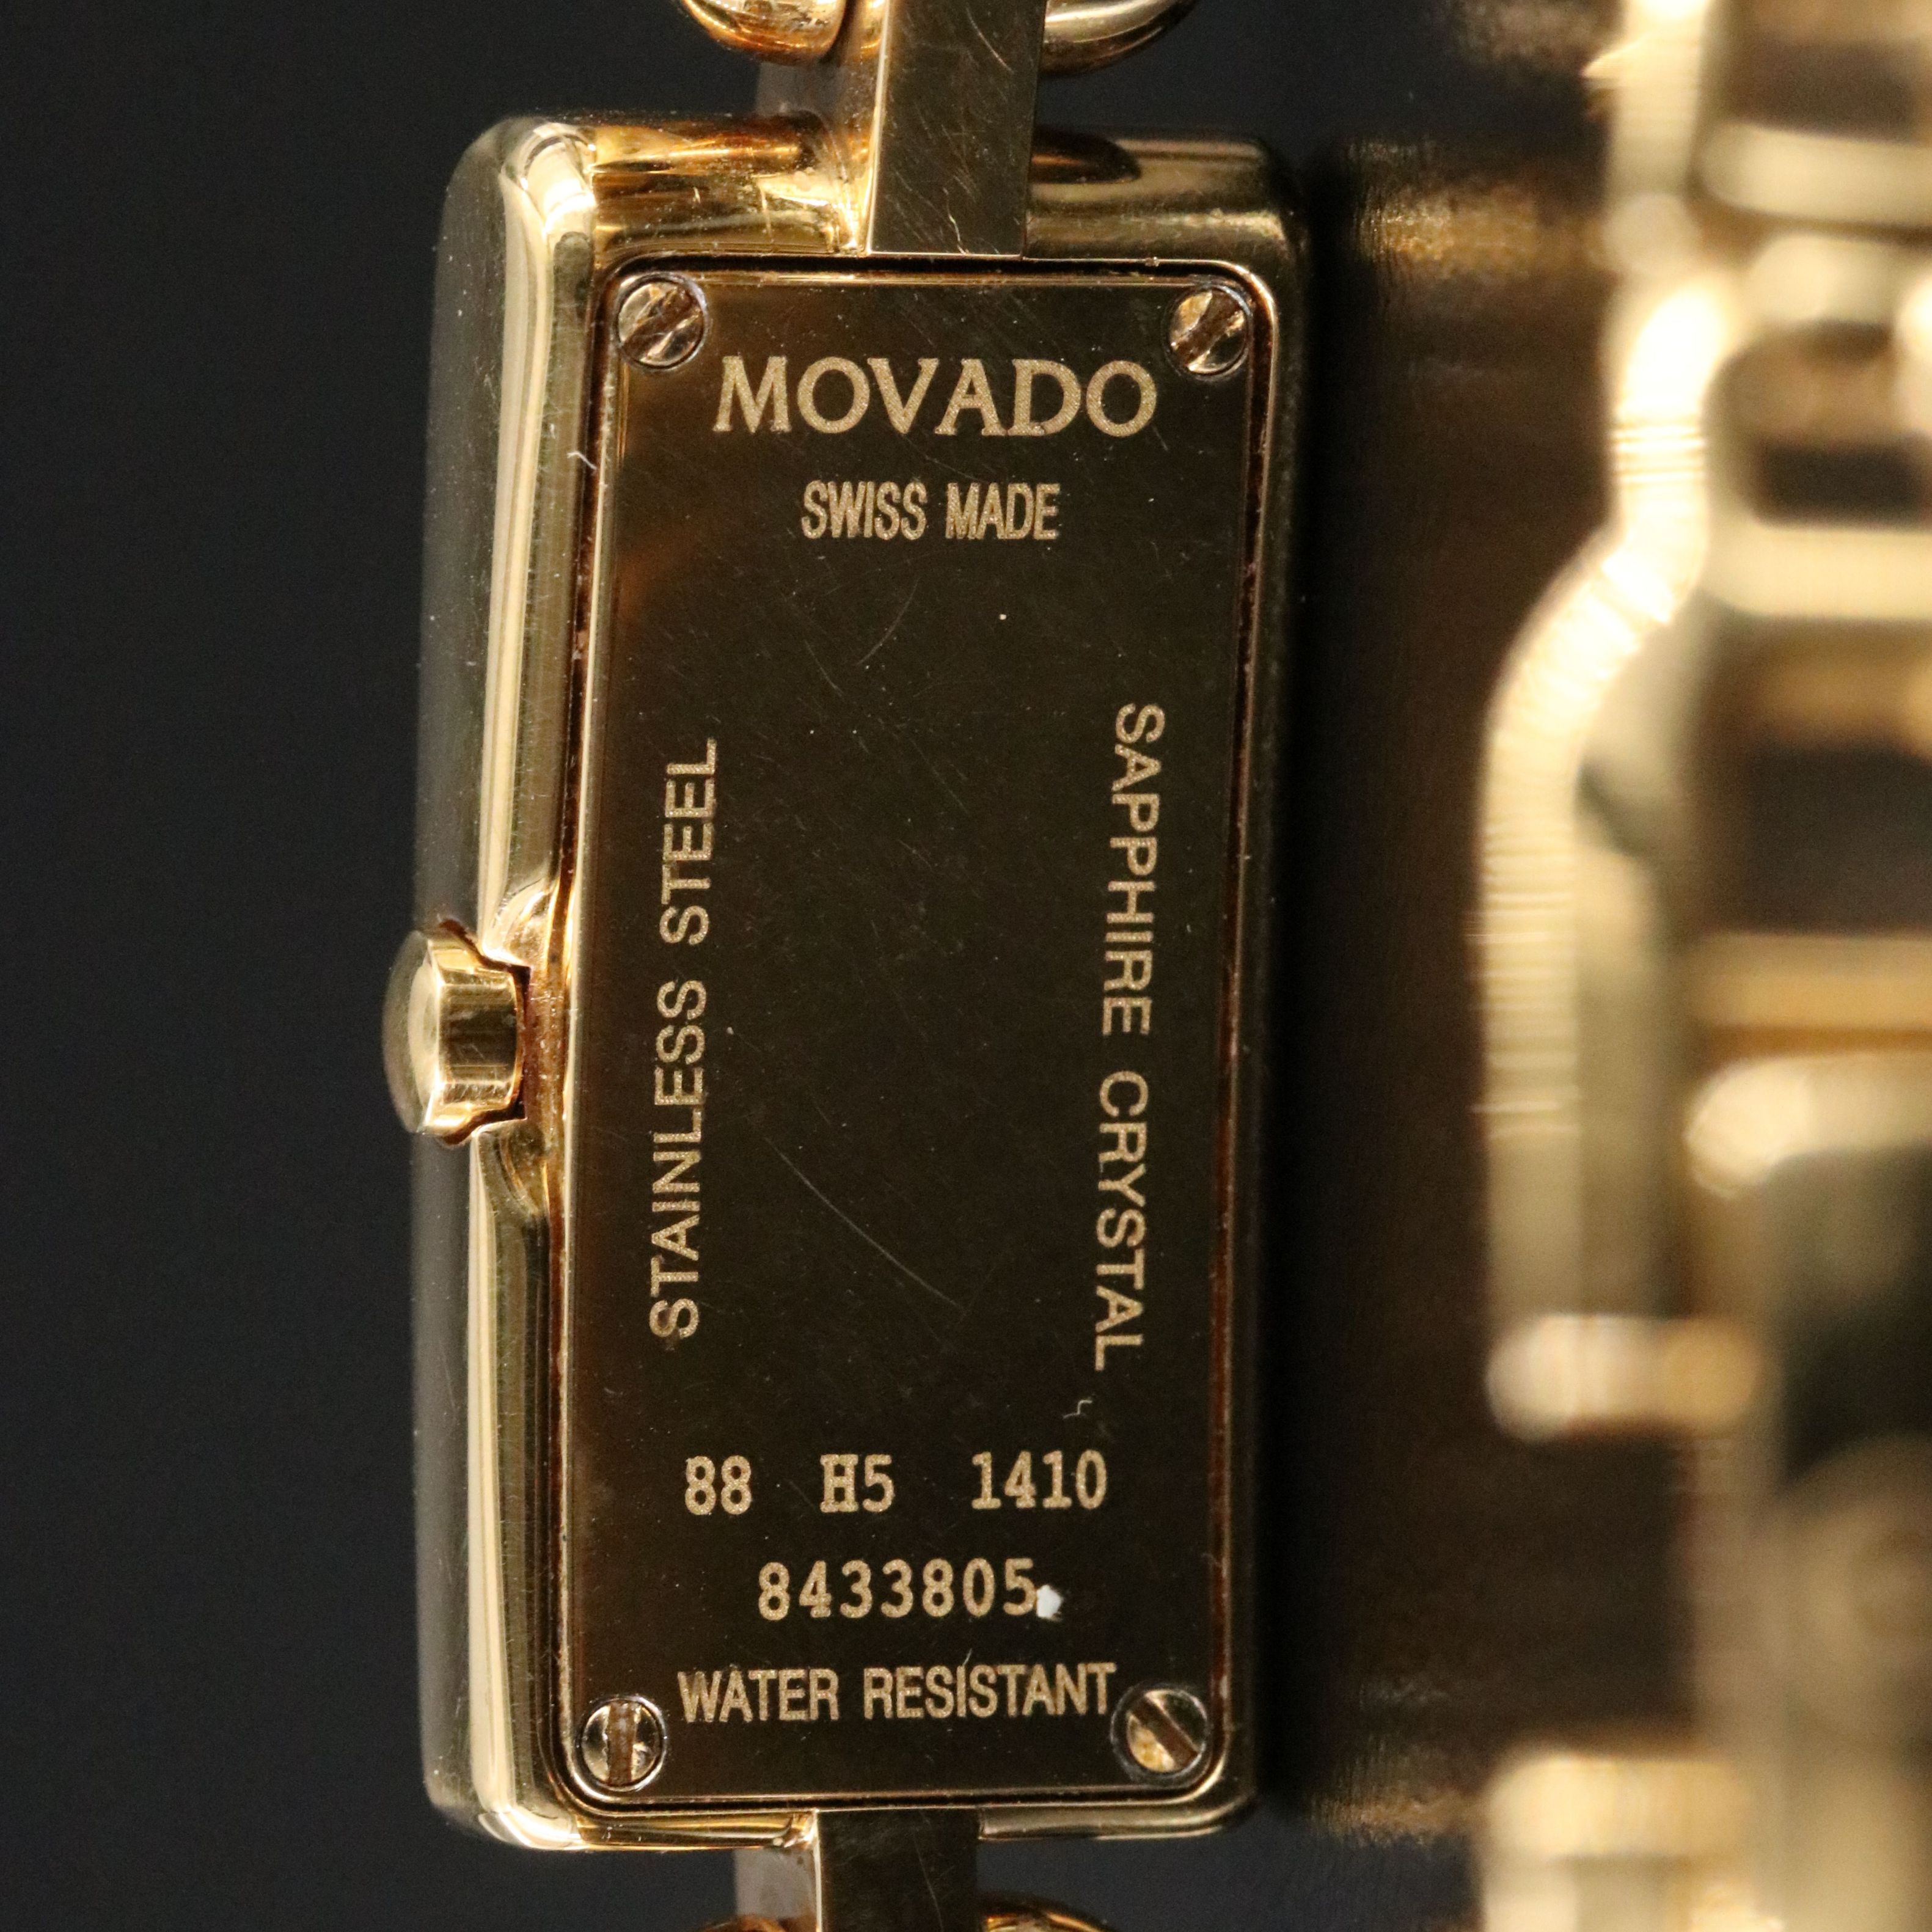 MOVADO
SWISS MADE
STAINLESS STEEL
SAPPHIRE CRYSTAL
88 H5 1410
8433805
WATER RESISTANT